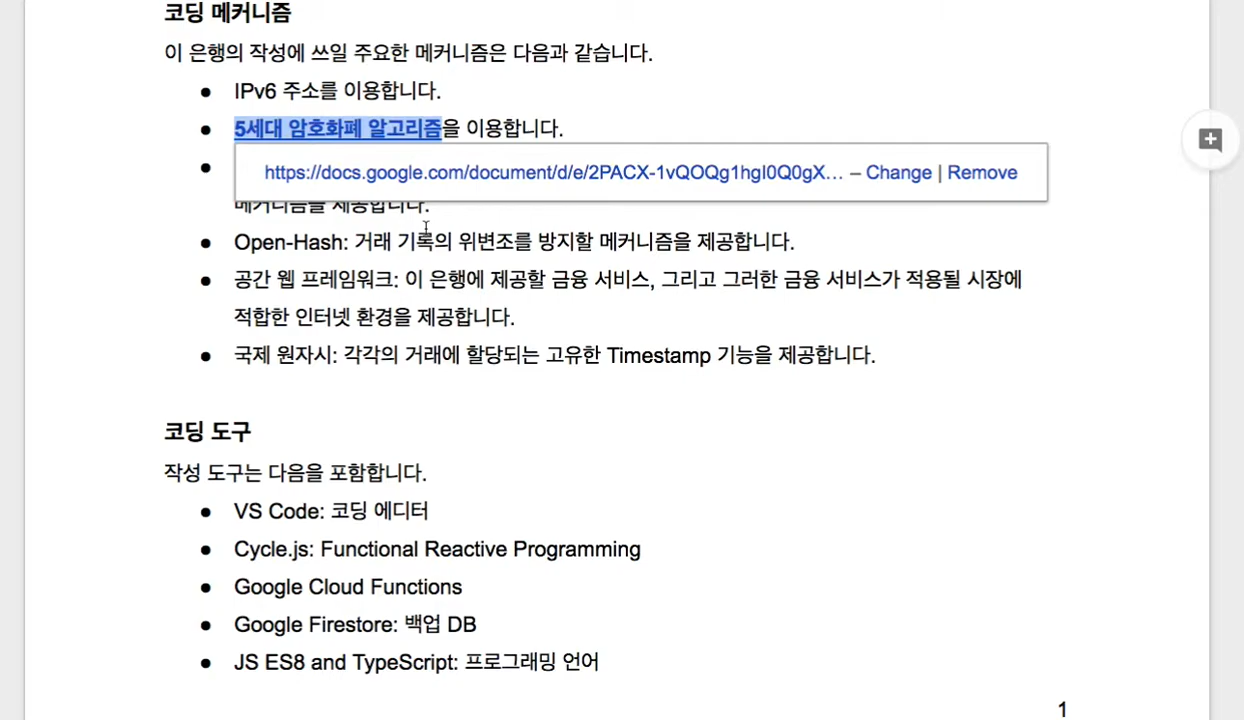 코딩 메커니즘
이 은행의 작성에 쓰일 주요한 메커니즘은 다음과 같습니다.
● IPv6 주소를 이용합니다.
● 5세대 암호화폐 알고리즘을 이용합니다.
●
https://docs.google.com/document/d/e/2PACX-1vQOQg1hgI0Q0gX… – Change | Remove
메커니즘을 제공합니다.
● Open-Hash: 거래 기록의 위변조를 방지할 메커니즘을 제공합니다.
● 공간 웹 프레임워크: 이 은행에 제공할 금융 서비스, 그리고 그러한 금융 서비스가 적용될 시장에
적합한 인터넷 환경을 제공합니다.
● 국제 원자시: 각각의 거래에 할당되는 고유한 Timestamp 기능을 제공합니다.
코딩 도구
작성 도구는 다음을 포함합니다.
● VS Code: 코딩 에디터
● Cycle.js: Functional Reactive Programming
● Google Cloud Functions
● Google Firestore: 백업 DB
● JS ES8 and TypeScript: 프로그래밍 언어
1